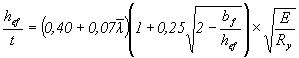 h_ef/t = (0,40 + 0,07λ̅)(1 + 0,25√(2 − b_f/h_ef)) × √(E/R_y)